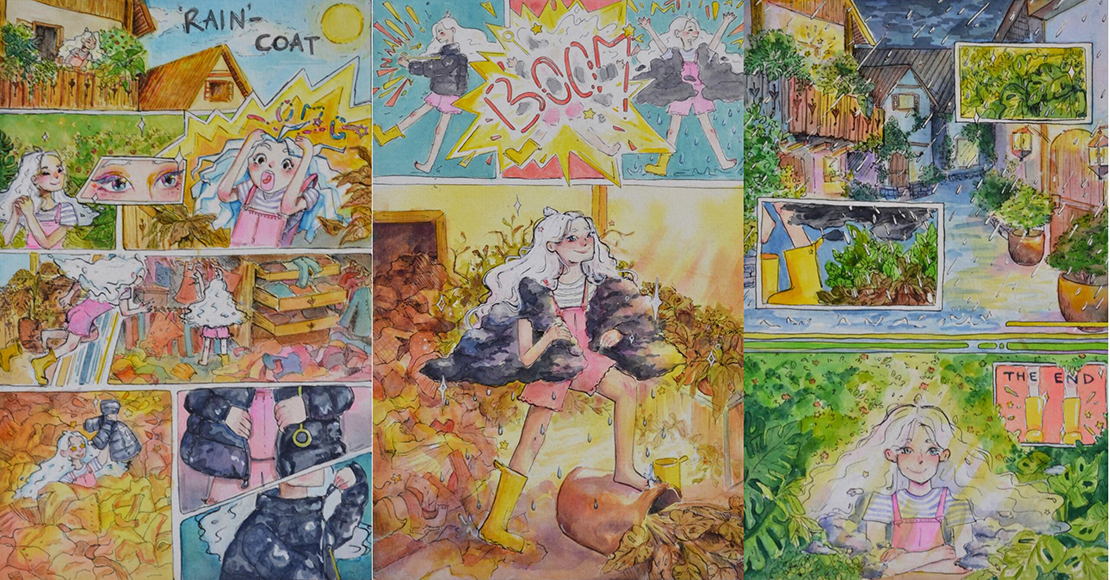 'RAIN'-
COAT
OMG
BOOM
THE END